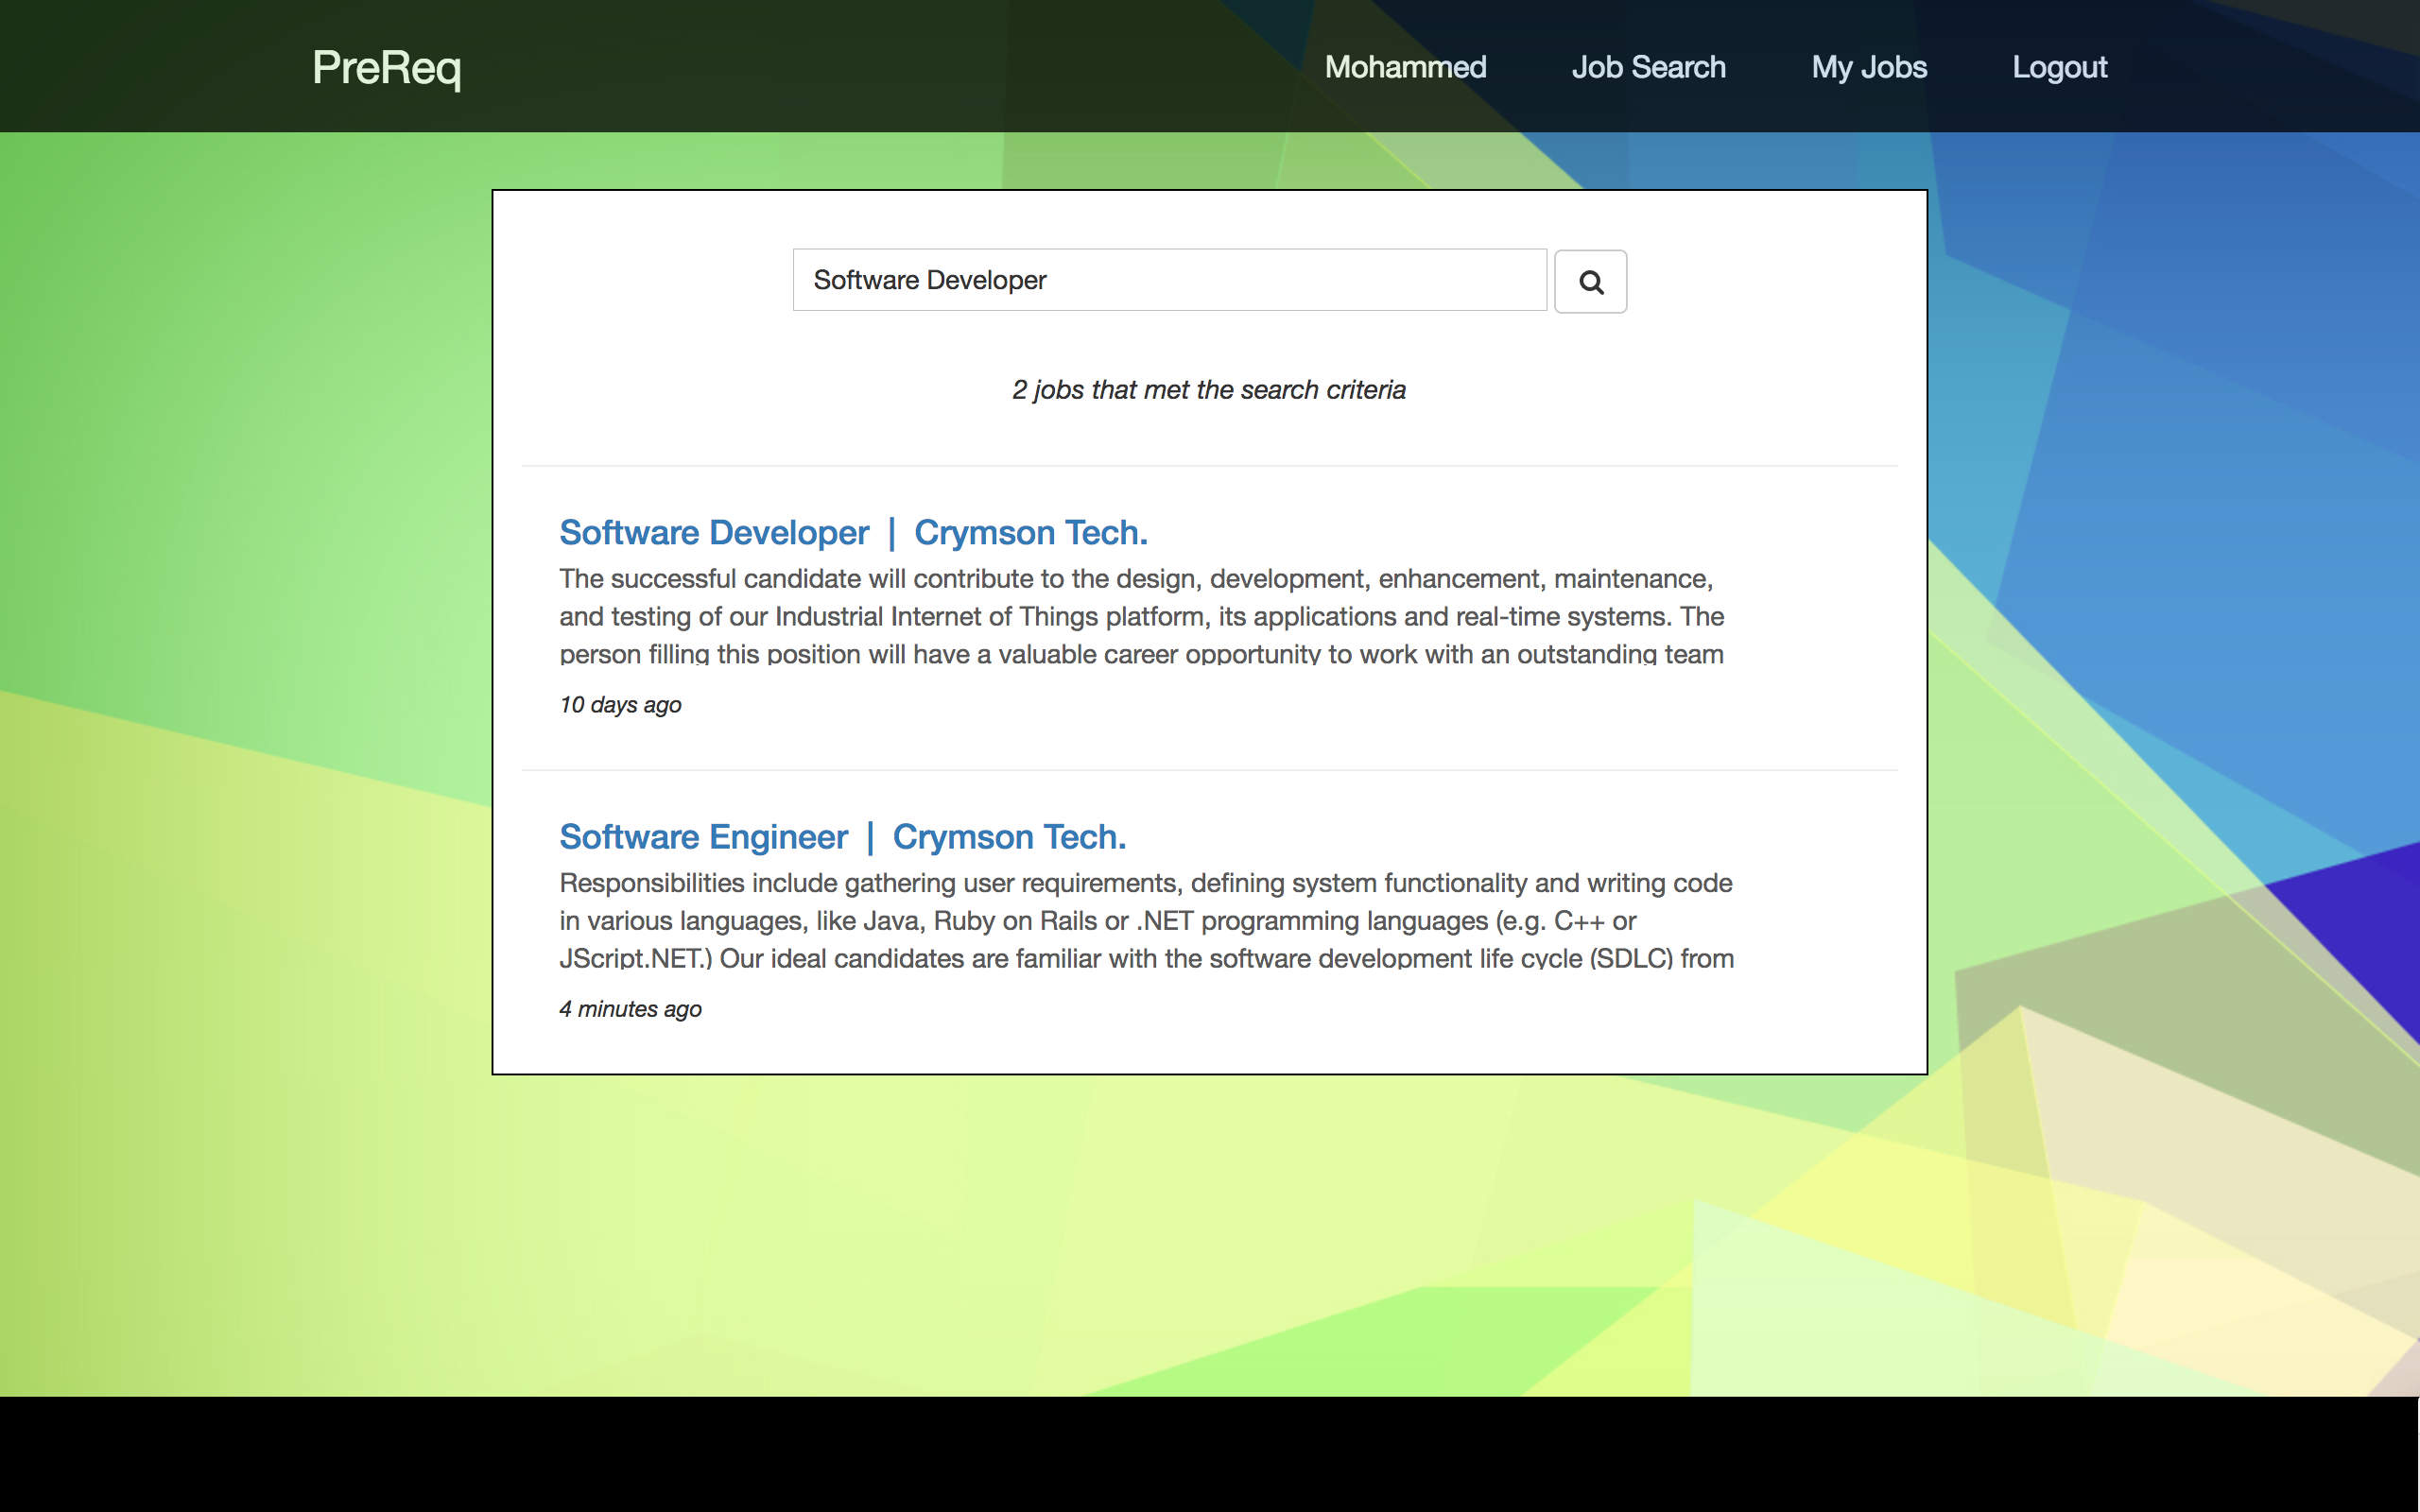 PreReq Mohammed Job Search My Jobs Logout
Software Developer
2 jobs that met the search criteria
Software Developer | Crymson Tech.
The successful candidate will contribute to the design, development, enhancement, maintenance,
and testing of our Industrial Internet of Things platform, its applications and real-time systems. The
person filling this position will have a valuable career opportunity to work with an outstanding team
10 days ago
Software Engineer | Crymson Tech.
Responsibilities include gathering user requirements, defining system functionality and writing code
in various languages, like Java, Ruby on Rails or .NET programming languages (e.g. C++ or
JScript.NET.) Our ideal candidates are familiar with the software development life cycle (SDLC) from
4 minutes ago